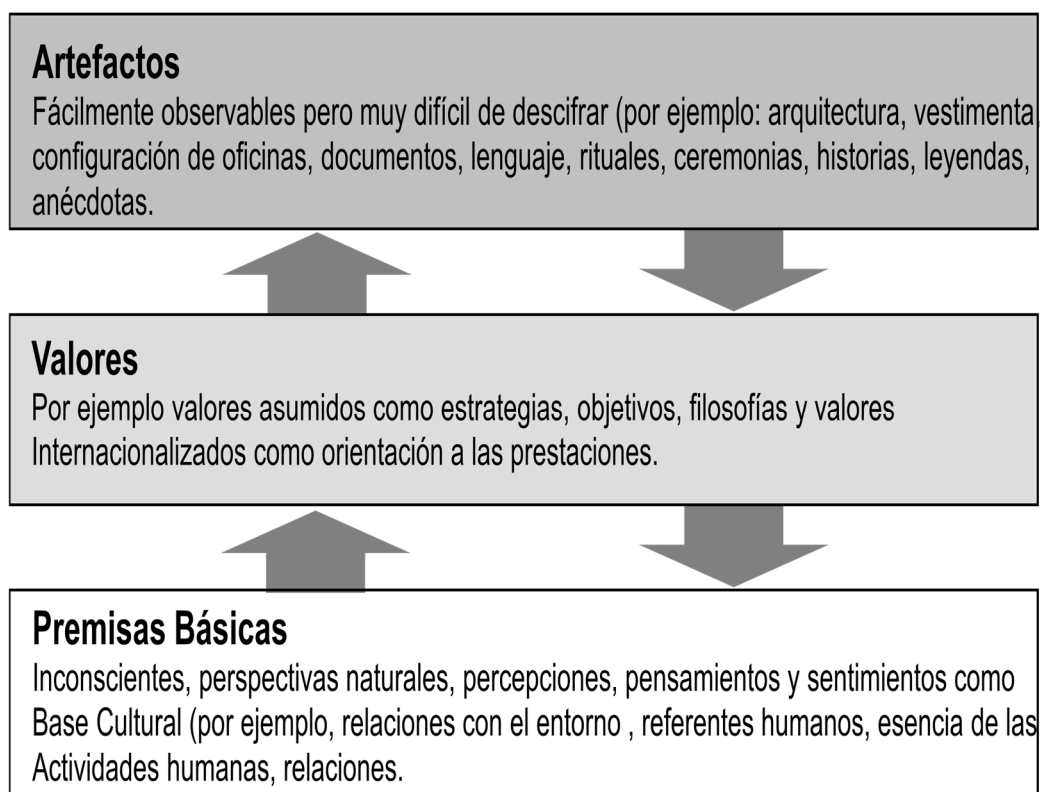 Artefactos
Fácilmente observables pero muy difícil de descifrar (por ejemplo: arquitectura, vestimenta,
configuración de oficinas, documentos, lenguaje, rituales, ceremonias, historias, leyendas,
anécdotas.
Valores
Por ejemplo valores asumidos como estrategias, objetivos, filosofías y valores
Internacionalizados como orientación a las prestaciones.
Premisas Básicas
Inconscientes, perspectivas naturales, percepciones, pensamientos y sentimientos como
Base Cultural (por ejemplo, relaciones con el entorno , referentes humanos, esencia de las
Actividades humanas, relaciones.